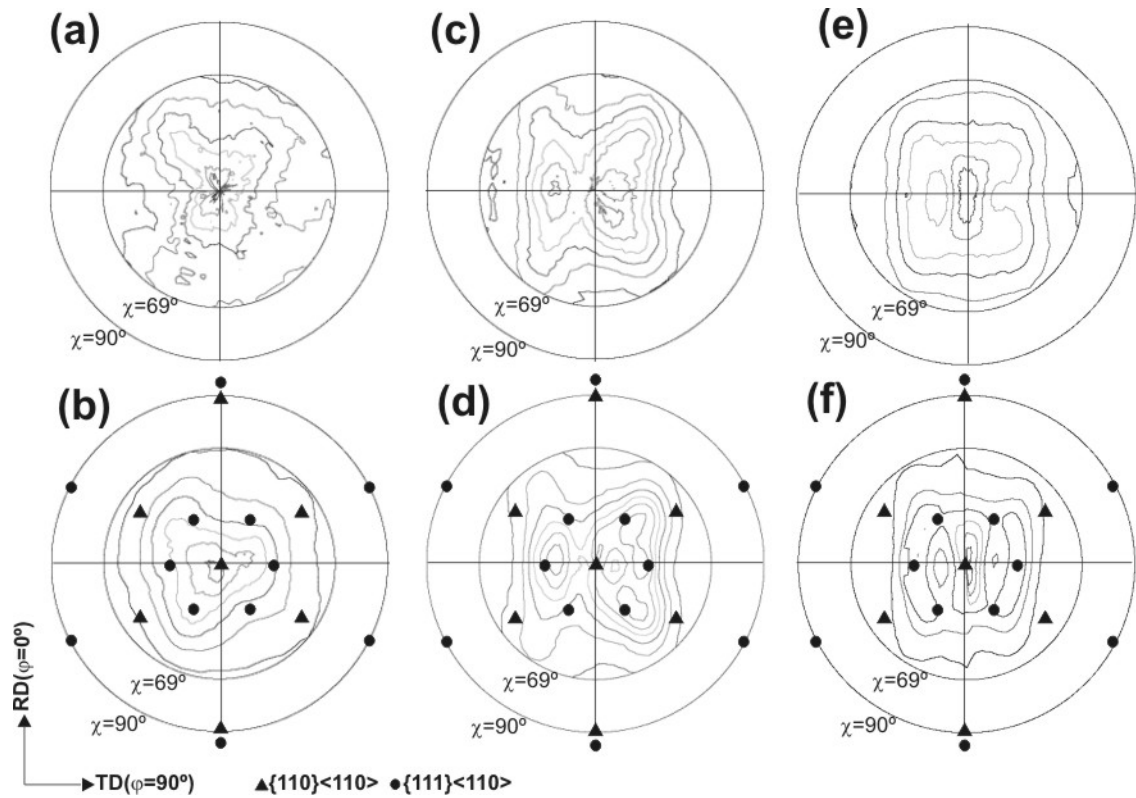 (a)
(c)
(e)
χ=69º
χ=90º
χ=69º
χ=90º
χ=69º
χ=90º
(b)
(d)
(f)
χ=69º
χ=90º
χ=69º
χ=90º
χ=69º
χ=90º
RD(φ=0º)
TD(φ=90º)
▲{110}<110>
●{111}<110>